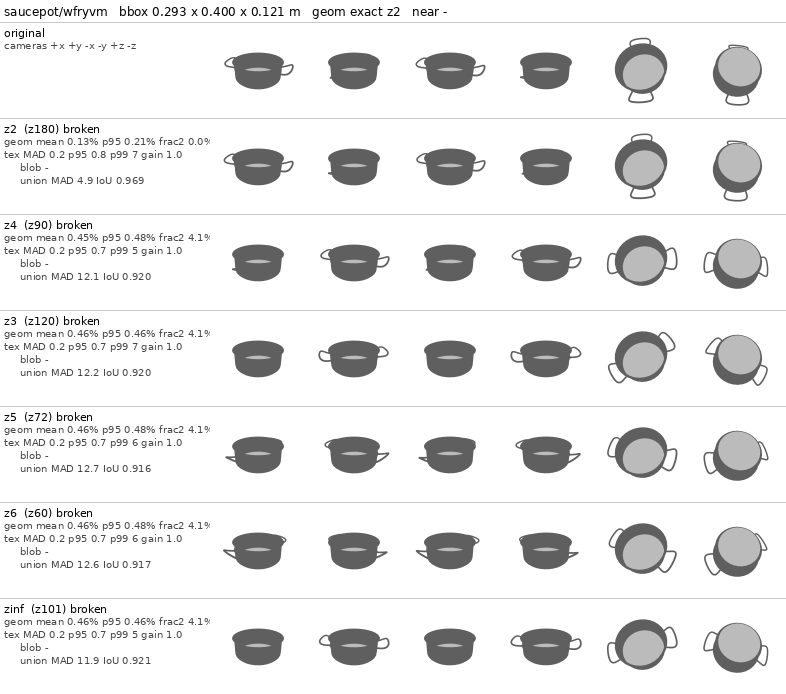 saucepot/wfryvm   bbox 0.293 x 0.400 x 0.121 m   geom exact z2   near -
original
cameras +x +y -x -y +z -z
z2  (z180) broken
geom mean 0.13% p95 0.21% frac2 0.0%
tex MAD 0.2 p95 0.8 p99 7 gain 1.0
blob -
union MAD 4.9 IoU 0.969
z4  (z90) broken
geom mean 0.45% p95 0.48% frac2 4.1%
tex MAD 0.2 p95 0.7 p99 5 gain 1.0
blob -
union MAD 12.1 IoU 0.920
z3  (z120) broken
geom mean 0.46% p95 0.46% frac2 4.1%
tex MAD 0.2 p95 0.7 p99 7 gain 1.0
blob -
union MAD 12.2 IoU 0.920
z5  (z72) broken
geom mean 0.46% p95 0.48% frac2 4.1%
tex MAD 0.2 p95 0.7 p99 6 gain 1.0
blob -
union MAD 12.7 IoU 0.916
z6  (z60) broken
geom mean 0.46% p95 0.48% frac2 4.1%
tex MAD 0.2 p95 0.7 p99 6 gain 1.0
blob -
union MAD 12.6 IoU 0.917
zinf  (z101) broken
geom mean 0.46% p95 0.46% frac2 4.1%
tex MAD 0.2 p95 0.7 p99 5 gain 1.0
blob -
union MAD 11.9 IoU 0.921